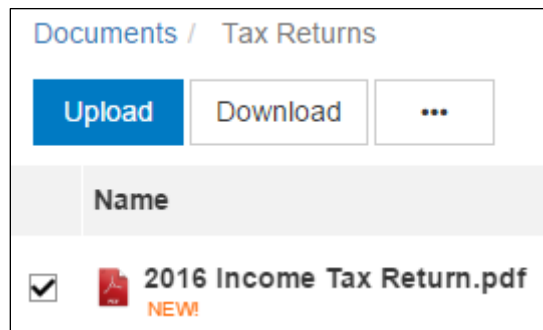 Documents / Tax Returns
Upload Download •••
Name
2016 Income Tax Return.pdf
NEW!